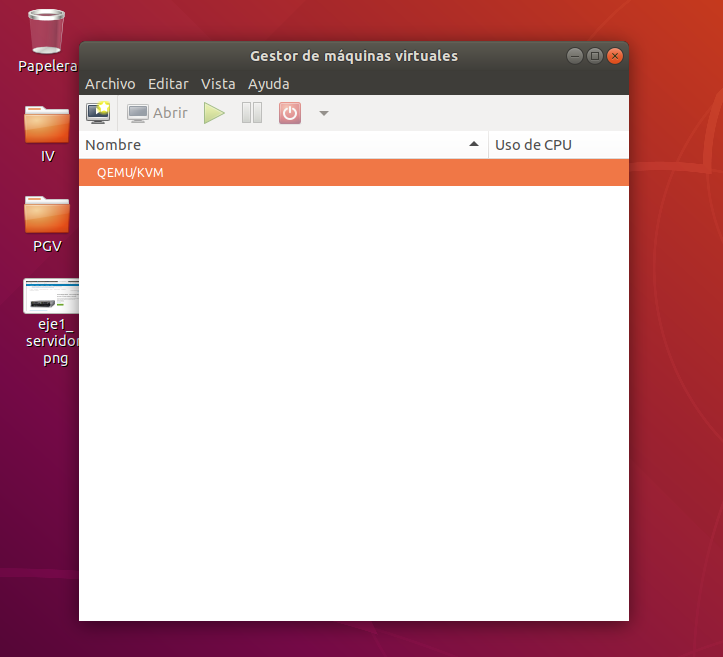 Papelera
IV
PGV
eje1_
servidor
png
Gestor de máquinas virtuales
Archivo Editar Vista Ayuda
Abrir
Nombre Uso de CPU
QEMU/KVM